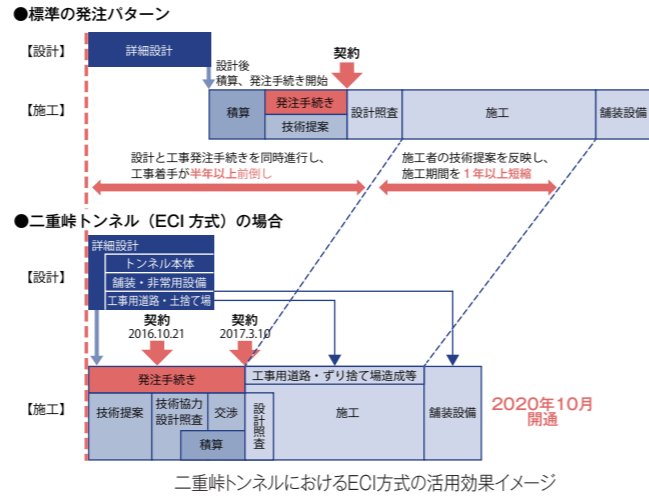 ●標準の発注パターン
【設計】
詳細設計
設計後
積算、発注手続き開始
契約
【施工】
積算
発注手続き
技術提案
設計照査
施工
舗装設備
設計と工事発注手続きを同時進行し、
工事着手が半年以上前倒し
施工者の技術提案を反映し、
施工期間を1年以上短縮
●二重峠トンネル（ECI方式）の場合
【設計】
詳細設計
トンネル本体
舗装・非常用設備
工事用道路・土捨て場
契約
2016.10.21
契約
2017.3.10
【施工】
発注手続き
工事用道路・ずり捨て場造成等
技術提案
技術協力
設計照査
交渉
積算
設計照査
施工
舗装設備
2020年10月
開通
二重峠トンネルにおけるECI方式の活用効果イメージ